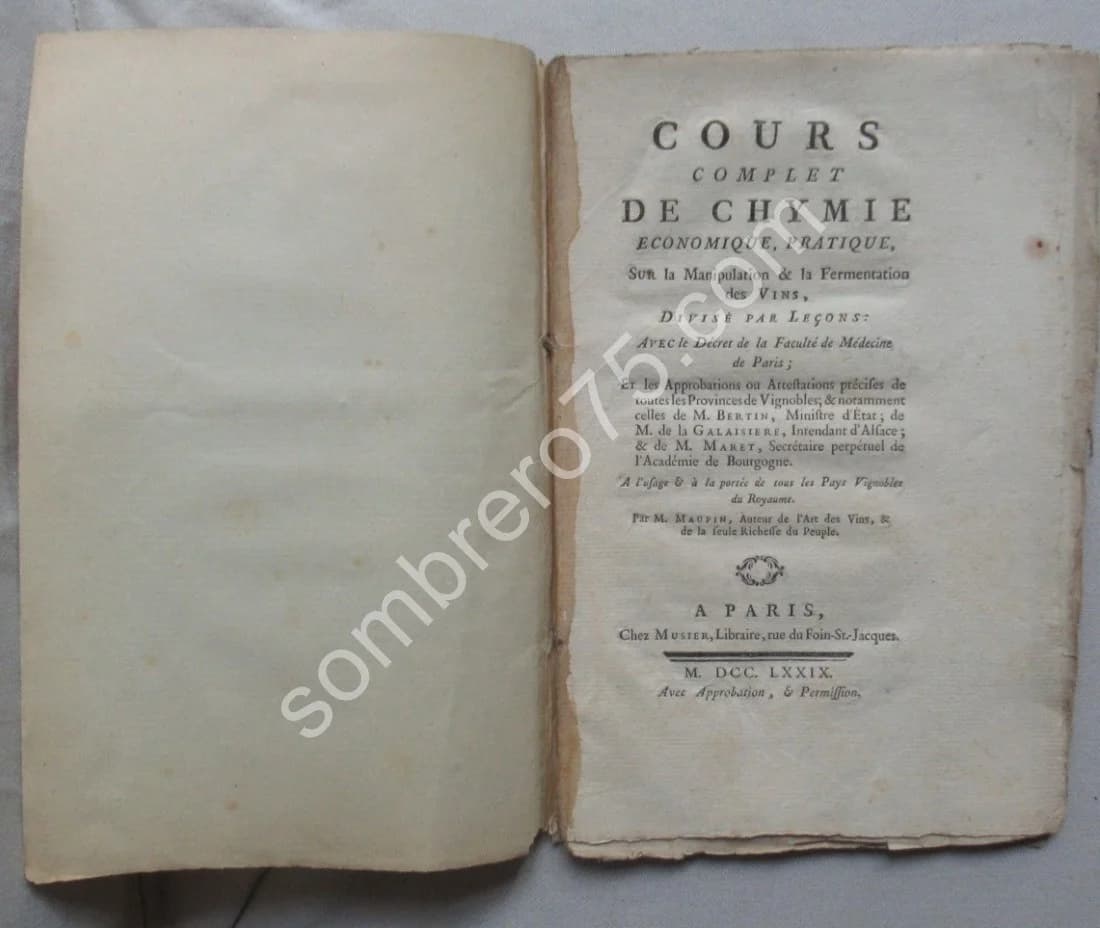 COURS
COMPLET
DE CHYMIE
ECONOMIQUE, PRATIQUE,
SUR la Manipulation & la Fermentation
des VINS,
DIVISÉ PAR LEÇONS:
AVEC le Décret de la Faculté de Médecine
de Paris;
ET les Approbations ou Attestations précises de
toutes les Provinces de Vignobles; & notamment
celles de M. BERTIN, Ministre d'État; de
M. de la GALAISIERE, Intendant d'Alsace;
& de M. MARET, Secrétaire perpétuel de
l'Académie de Bourgogne.
A l'usage & à la portée de tous les Pays Vignobles
du Royaume.
Par M. MAUPIN, Auteur de l'Art des Vins, &
de la seule Richesse du Peuple.
A PARIS,
Chez MUSIER, Libraire, rue du Foin-St.-Jacques.
M. DCC. LXXIX.
Avec Approbation, & Permission.
sombrero75.com